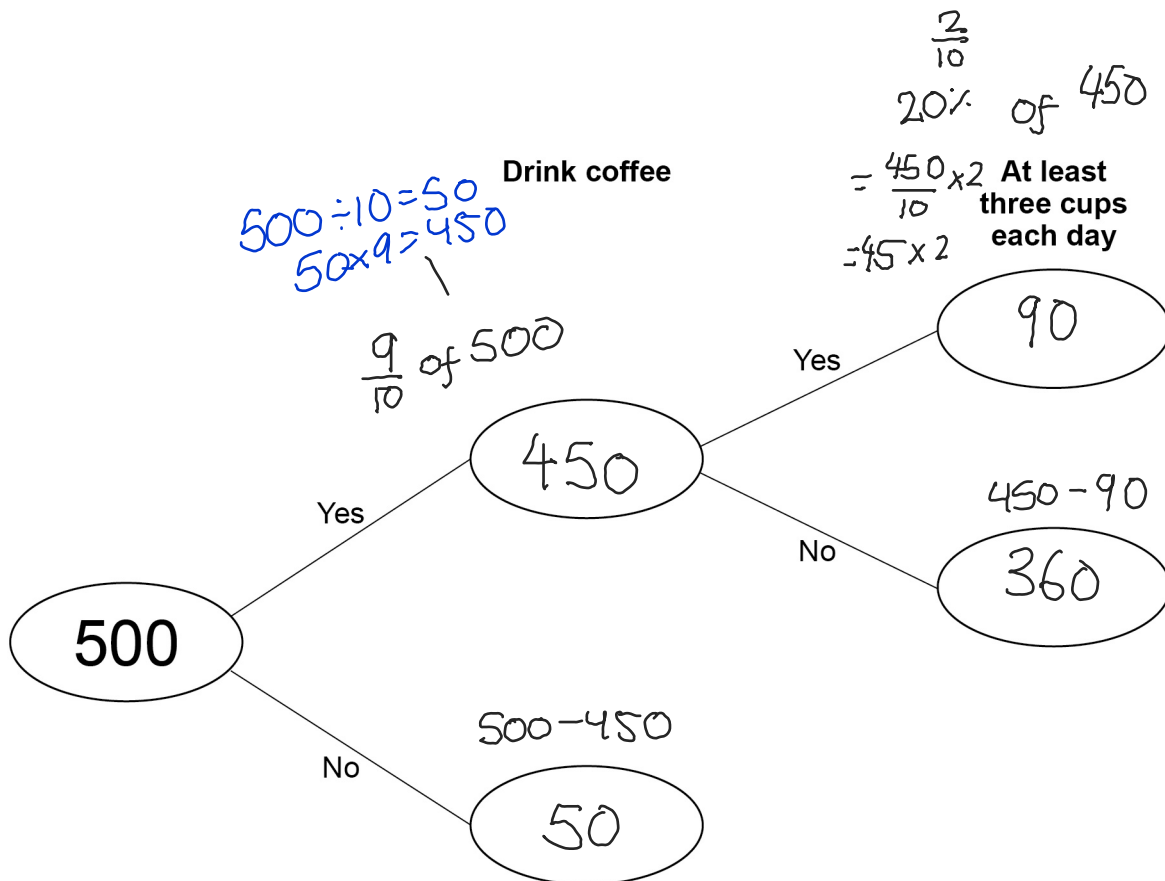 2/10
20% of 450
= 450/10 ×2
=45×2
At least
three cups
each day
90
Drink coffee
500÷10=50
50×9=450
9/10 of 500
Yes
450
Yes
No
450-90
360
500
No
500-450
50